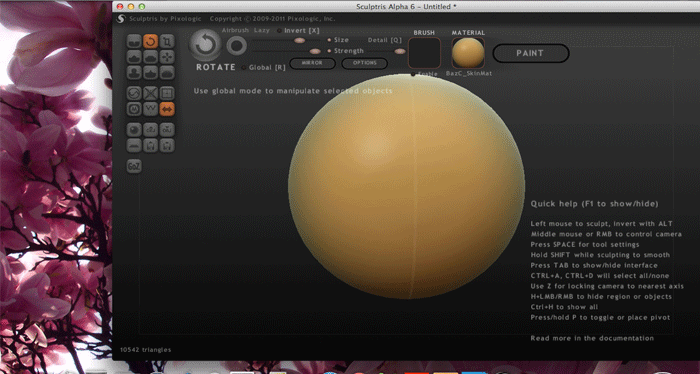 Sculptris Alpha 6 – Untitled *
Sculptris by Pixologic Copyright © 2009-2011 Pixologic, Inc.
Airbrush Lazy Invert [X]
BRUSH MATERIAL
Size Detail [Q]
Strength
PAINT
ROTATE Global [R] MIRROR OPTIONS
Enable BazC_SkinMat
Use global mode to manipulate selected objects
GoZ
Quick help (F1 to show/hide)
Left mouse to sculpt, invert with ALT
Middle mouse or RMB to control camera
Press SPACE for tool settings
Hold SHIFT while sculpting to smooth
Press TAB to show/hide interface
CTRL+A, CTRL+D will select all/none
Use Z for locking camera to nearest axis
H+LMB/RMB to hide region or objects
Ctrl+H to show all
Press/hold P to toggle or place pivot
Read more in the documentation
10542 triangles